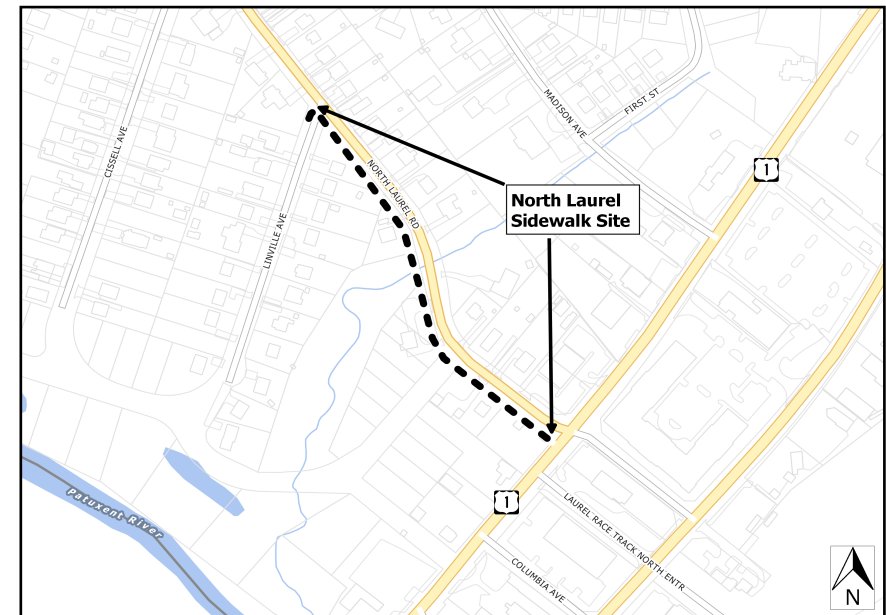 CISSELL AVE
MADISON AVE
FIRST ST
1
NORTH LAUREL RD
North Laurel
Sidewalk Site
LINVILLE AVE
Patuxent River
1
LAUREL RACE TRACK NORTH ENTR
COLUMBIA AVE
N